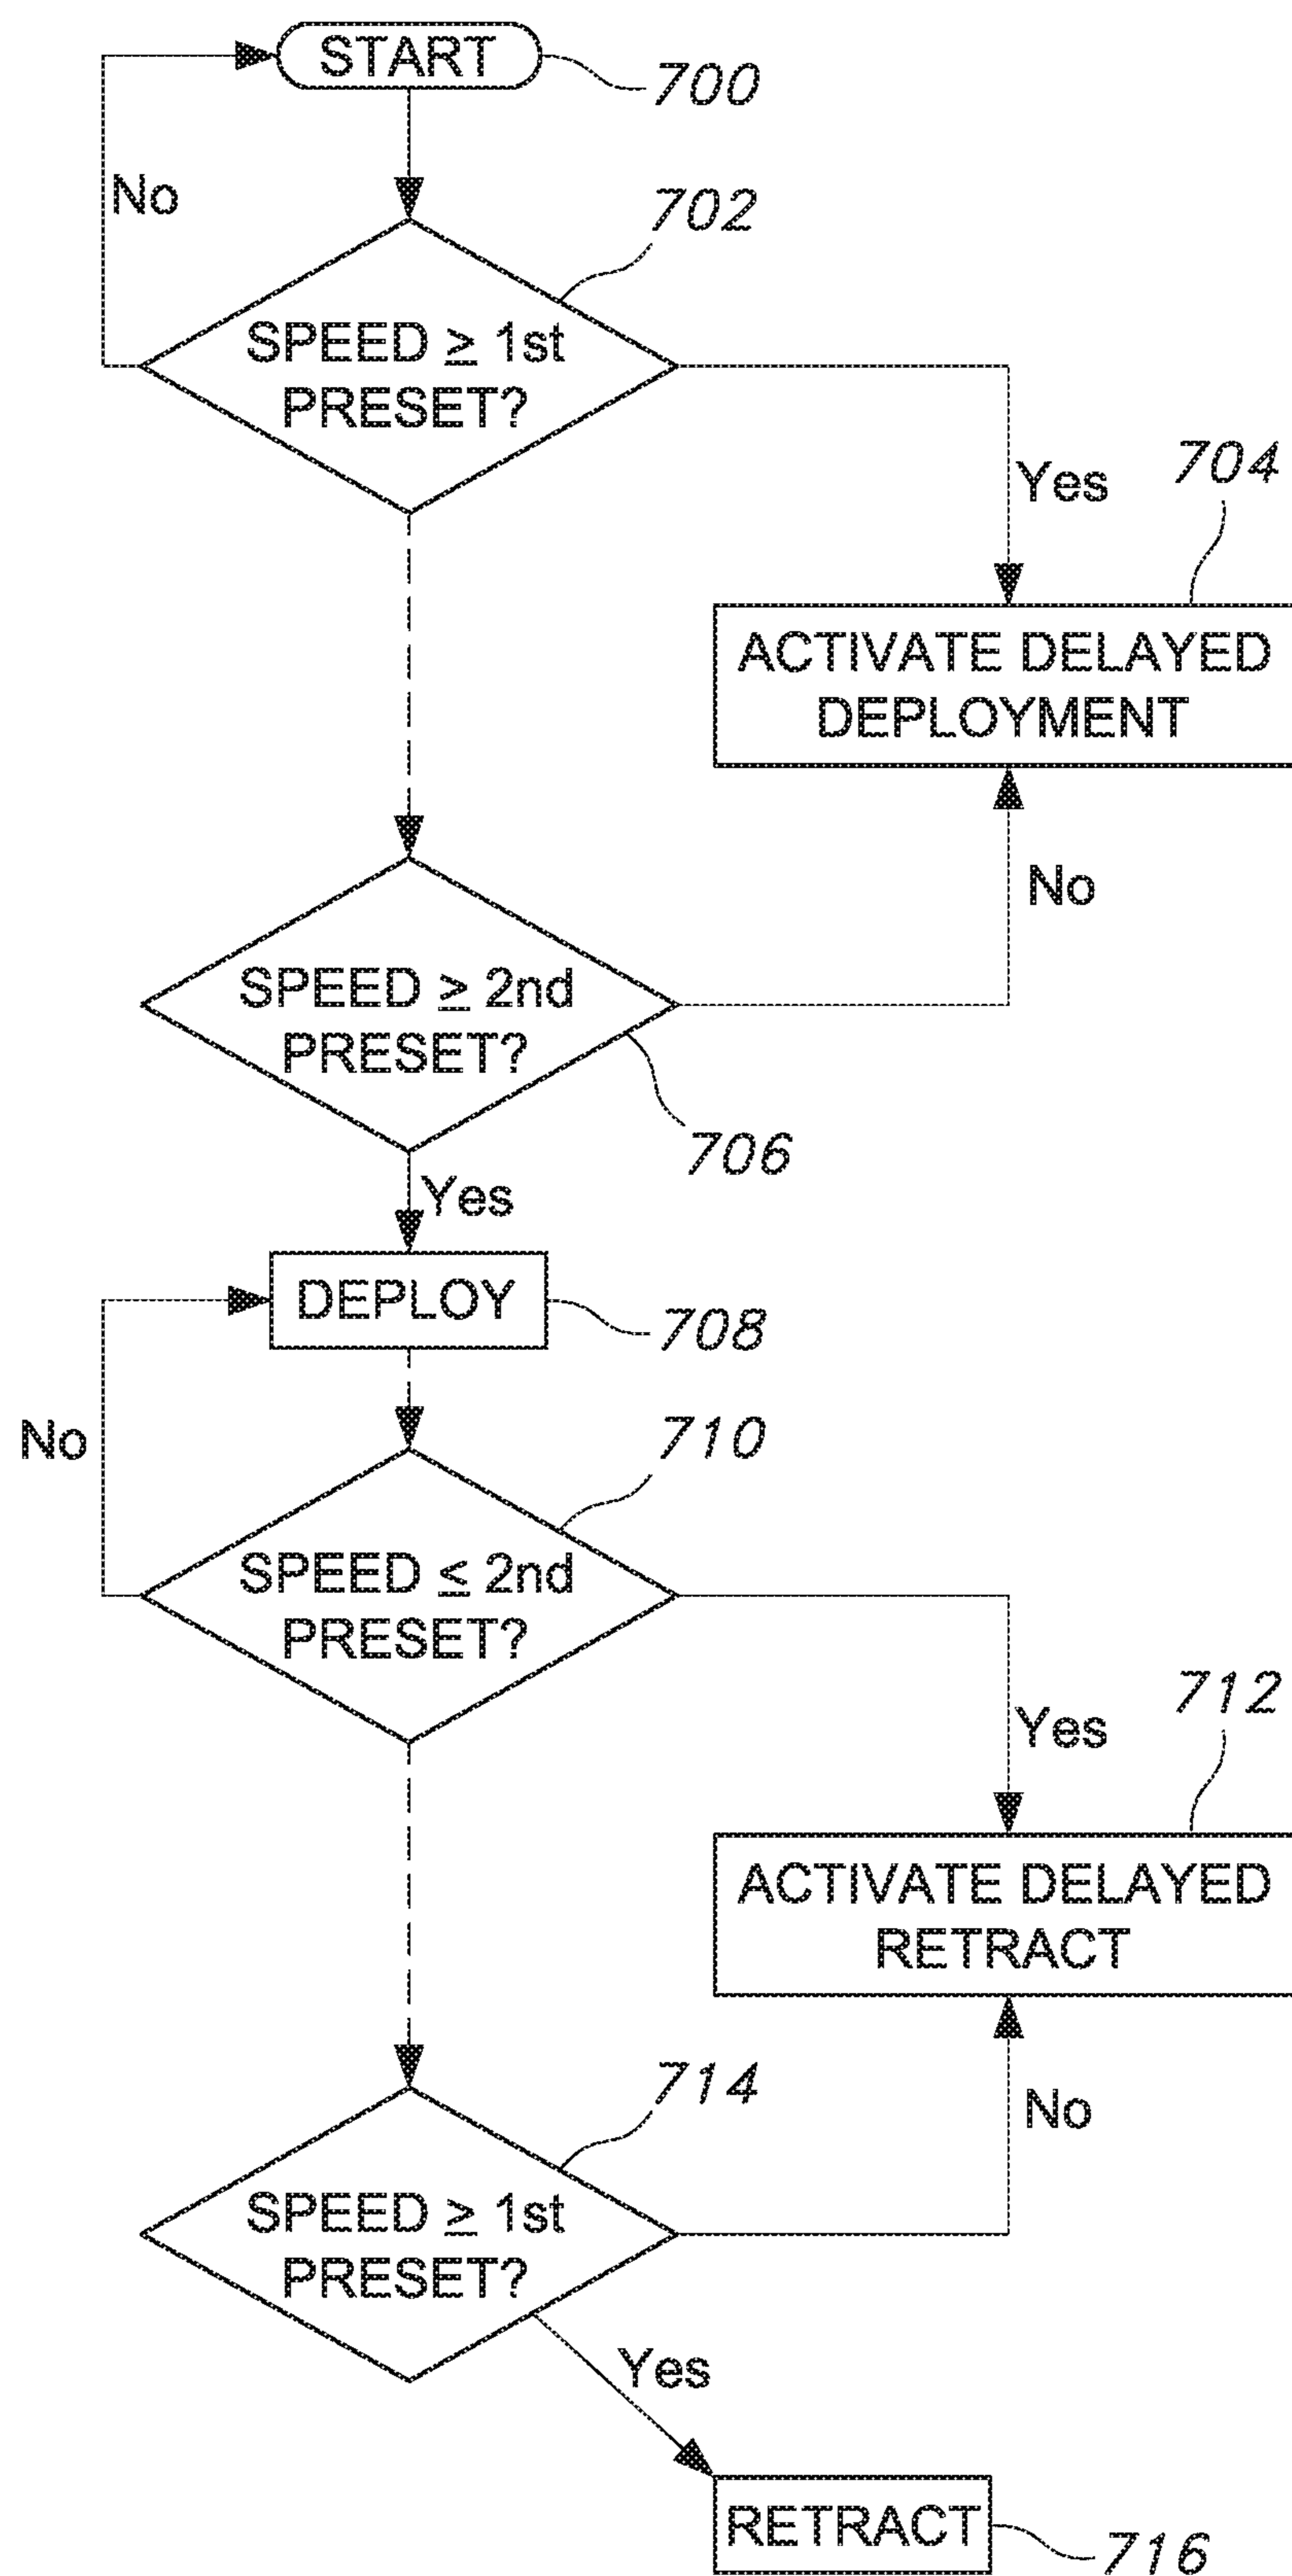 START
700
No
702
SPEED ≥ 1st
PRESET?
Yes
704
ACTIVATE DELAYED
DEPLOYMENT
No
SPEED ≥ 2nd
PRESET?
706
Yes
DEPLOY
708
No
710
SPEED ≤ 2nd
PRESET?
712
Yes
ACTIVATE DELAYED
RETRACT
714
No
SPEED ≥ 1st
PRESET?
Yes
RETRACT
716